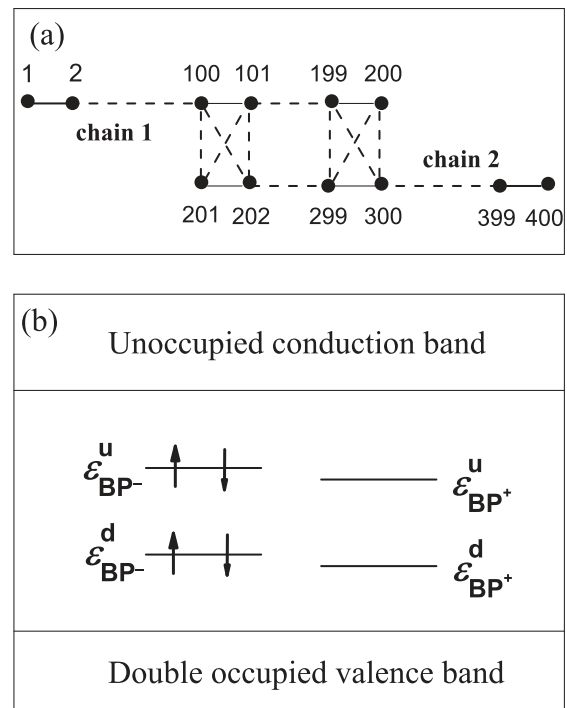 (a)
1 2 100 101 199 200
chain 1
chain 2
201 202 299 300 399 400
(b)
Unoccupied conduction band
ε^u_BP⁻ ε^u_BP⁺
ε^d_BP⁻ ε^d_BP⁺
Double occupied valence band